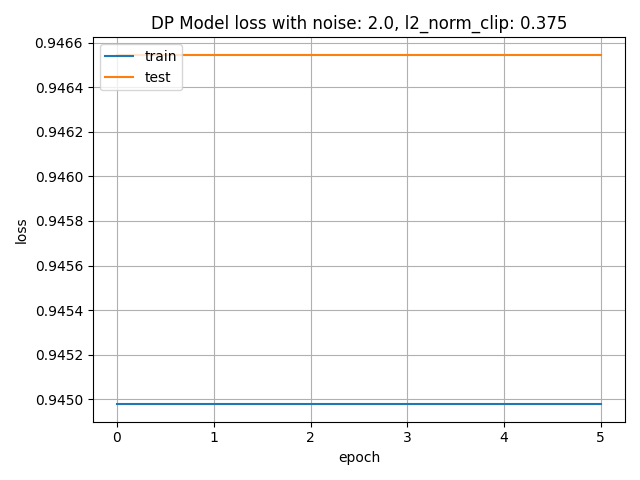 DP Model loss with noise: 2.0, l2_norm_clip: 0.375
0.9466
0.9464
0.9462
0.9460
0.9458
0.9456
0.9454
0.9452
0.9450
loss
train
test
0 1 2 3 4 5
epoch